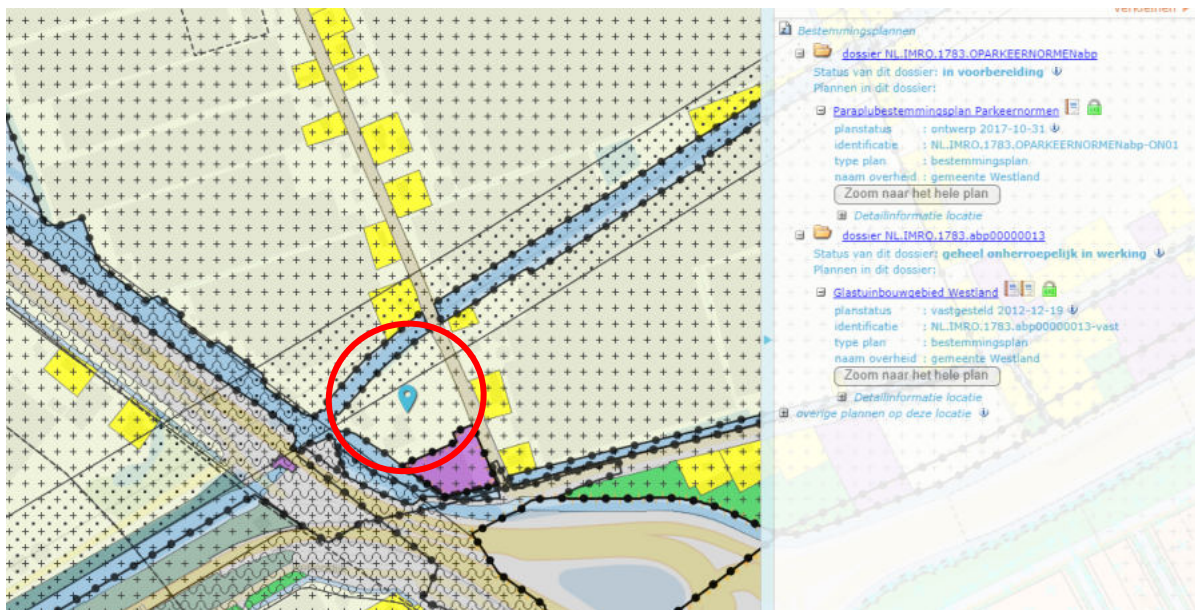 verkleinen
Bestemmingsplannen
dossier NL.IMRO.1783.OPARKEERNORMENabp
Status van dit dossier: in voorbereiding
Plannen in dit dossier:
Paraplubestemmingsplan Parkeernormen
planstatus : ontwerp 2017-10-31
identificatie : NL.IMRO.1783.OPARKEERNORMENabp-ON01
type plan : bestemmingsplan
naam overheid : gemeente Westland
Zoom naar het hele plan
Detailinformatie locatie
dossier NL.IMRO.1783.abp00000013
Status van dit dossier: geheel onherroepelijk in werking
Plannen in dit dossier:
Glastuinbouwgebied Westland
planstatus : vastgesteld 2012-12-19
identificatie : NL.IMRO.1783.abp00000013-vast
type plan : bestemmingsplan
naam overheid : gemeente Westland
Zoom naar het hele plan
Detailinformatie locatie
overige plannen op deze locatie